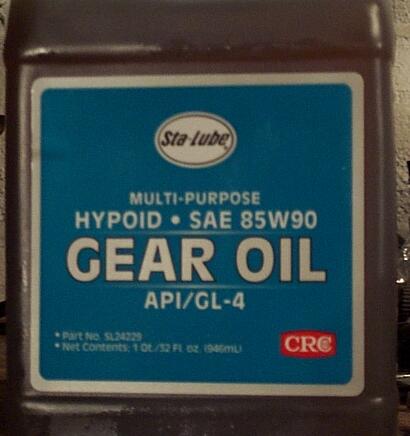 Sta-Lube
MULTI-PURPOSE
HYPOID • SAE 85W90
GEAR OIL
API/GL-4
• Part No. SL24229
• Net Contents: 1 Qt./32 Fl. oz. (946mL)
CRC